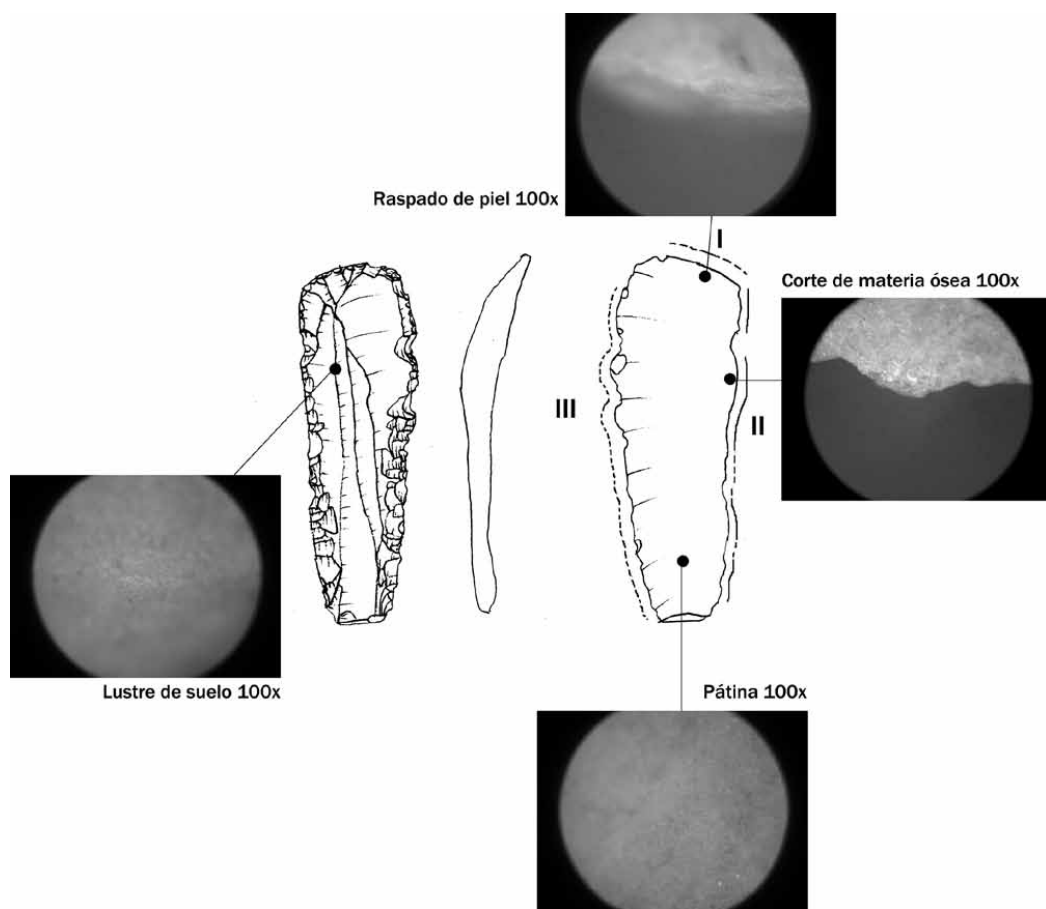 Raspado de piel 100x
I
Corte de materia ósea 100x
III
II
Lustre de suelo 100x
Pátina 100x